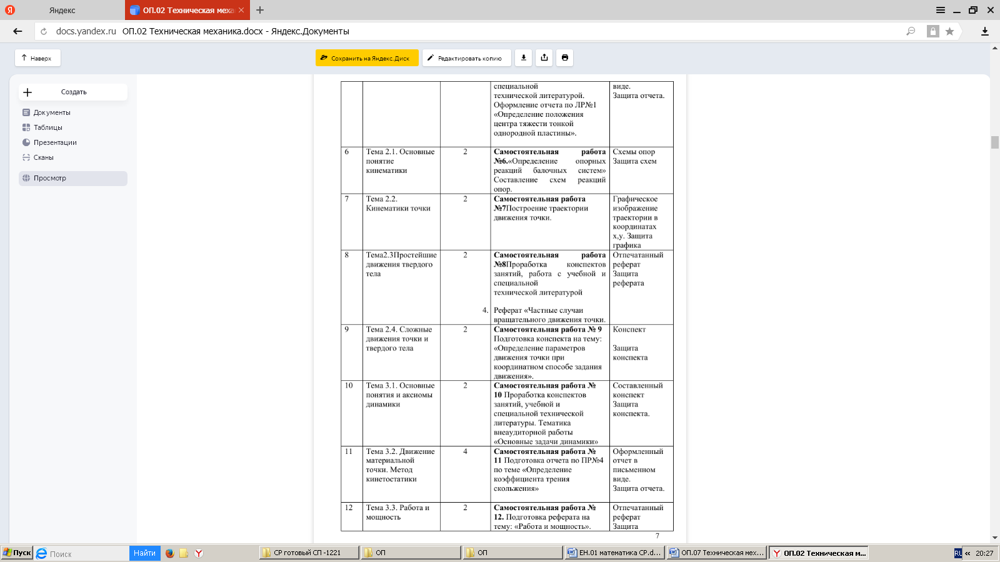 Яндекс
ОП.02 Техническая меха
docs.yandex.ru ОП.02 Техническая механика.docx - Яндекс.Документы
Наверх
Сохранить на Яндекс.Диск
Редактировать копию
Создать
Документы
Таблицы
Презентации
Сканы
Просмотр
специальной
технической литературой.
Оформление отчета по ЛР№1
«Определение положения
центра тяжести тонкой
однородной пластины».
виде.
Защита отчета.
6
Тема 2.1. Основные
понятие
кинематики
2
Самостоятельная работа
№6.«Определение опорных
реакций балочных систем»
Составление схем реакций
опор.
Схемы опор
Защита схем
7
Тема 2.2.
Кинематики точки
2
Самостоятельная работа
№7Построение траектории
движения точки.
Графическое
изображение
траектории в
координатах
х,у. Защита
графика
8
Тема2.3Простейшие
движения твердого
тела
2
Самостоятельная работа
№8Проработка конспектов
занятий, работа с учебной и
специальной
технической литературой
4. Реферат «Частные случаи
вращательного движения точки.
Отпечатанный
реферат
Защита
реферата
9
Тема 2.4. Сложные
движения точки и
твердого тела
2
Самостоятельная работа № 9
Подготовка конспекта на тему:
«Определение параметров
движения точки при
координатном способе задания
движения».
Конспект
Защита
конспекта
10
Тема 3.1. Основные
понятия и аксиомы
динамики
2
Самостоятельная работа №
10 Проработка конспектов
занятий, учебной и
специальной технической
литературы. Тематика
внеаудиторной работы
«Основные задачи динамики»
Составленный
конспект
Защита
конспекта.
11
Тема 3.2. Движение
материальной
точки. Метод
кинетостатики
4
Самостоятельная работа №
11 Подготовка отчета по ПР№4
по теме «Определение
коэффициента трения
скольжения»
Оформленный
отчет в
письменном
виде.
Защита отчета.
12
Тема 3.3. Работа и
мощность
2
Самостоятельная работа №
12. Подготовка реферата на
тему: «Работа и мощность».
Отпечатанный
реферат
Защита
7
Пуск
Поиск
Найти
СР готовый СП -1221
ОП
ОП
ЕН.01 математика СР.d...
ОП.07 Техническая мех...
ОП.02 Техническая м...
RU
20:27